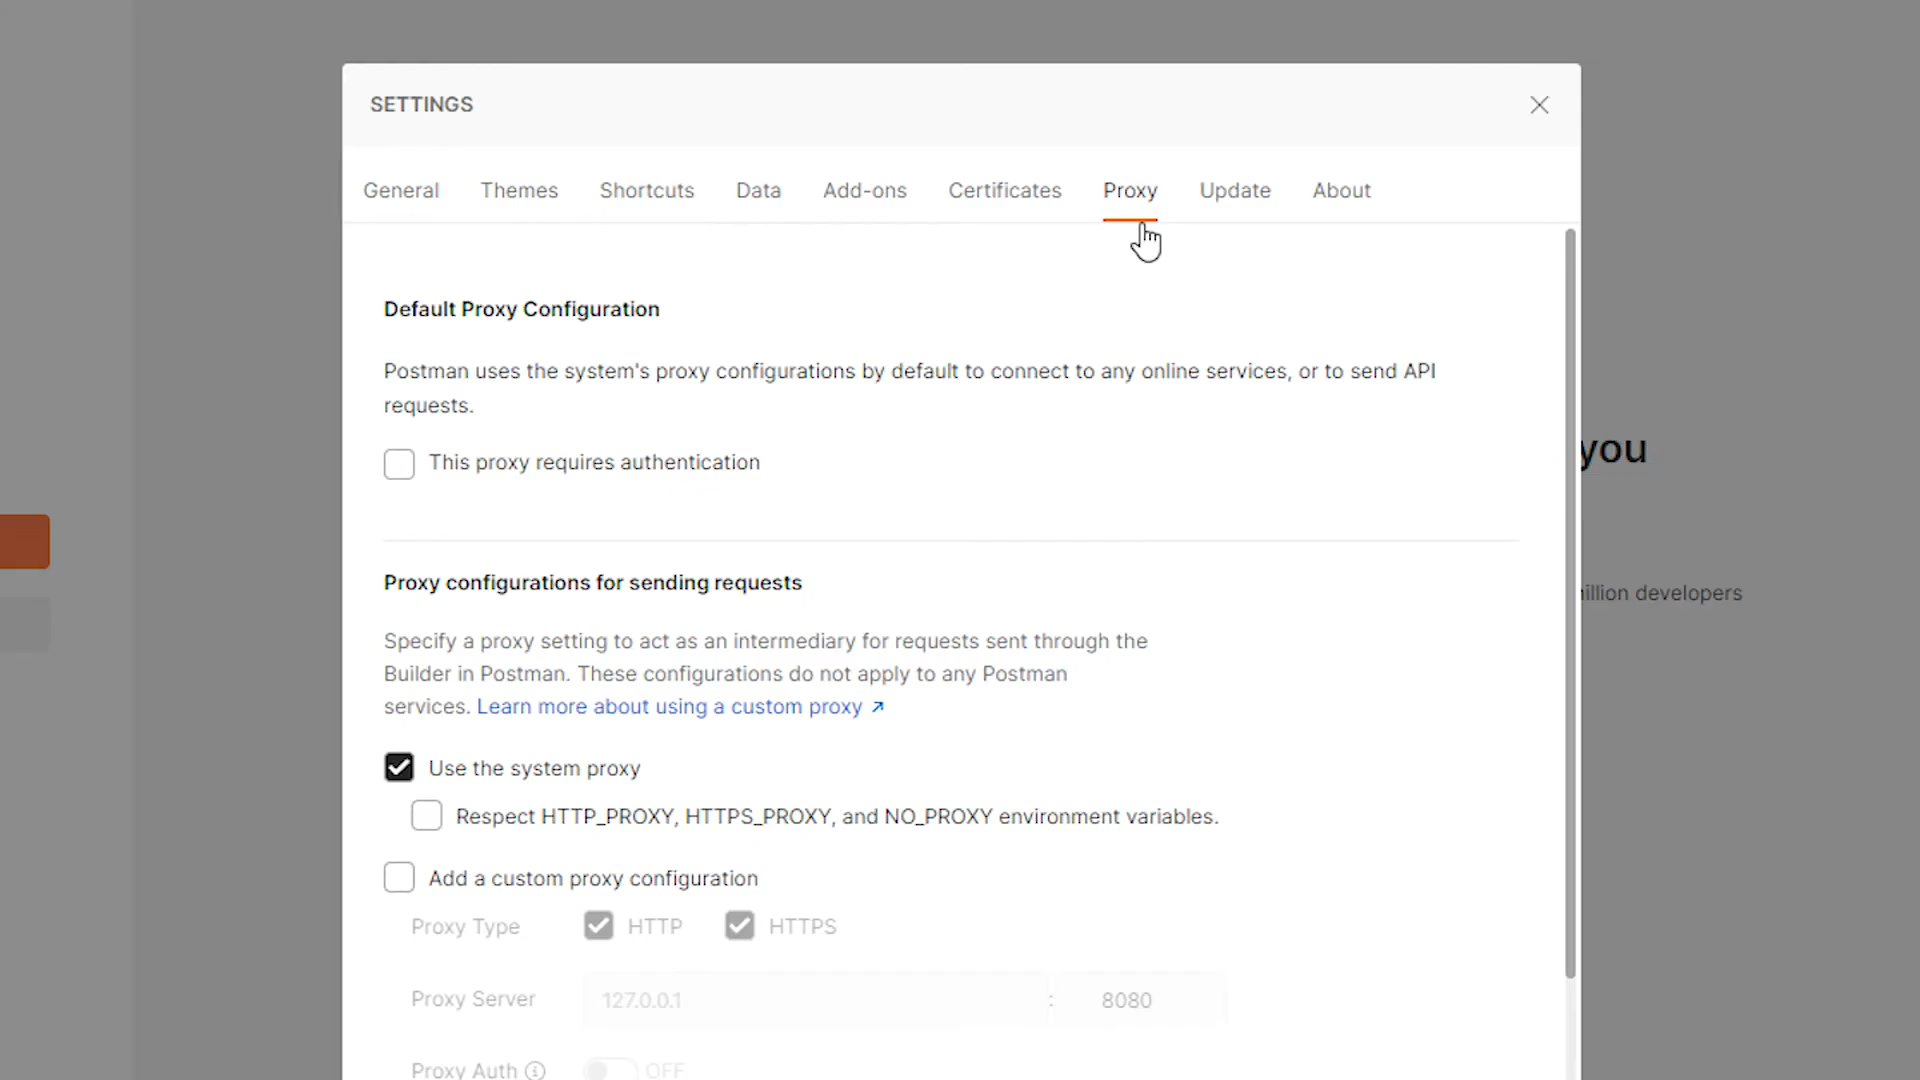 SETTINGS
General Themes Shortcuts Data Add-ons Certificates Proxy Update About
Default Proxy Configuration
Postman uses the system's proxy configurations by default to connect to any online services, or to send API
requests.
you
This proxy requires authentication
Proxy configurations for sending requests
developers
Specify a proxy setting to act as an intermediary for requests sent through the
Builder in Postman. These configurations do not apply to any Postman
services. Learn more about using a custom proxy ↗
Use the system proxy
Respect HTTP_PROXY, HTTPS_PROXY, and NO_PROXY environment variables.
Add a custom proxy configuration
Proxy Type HTTP HTTPS
Proxy Server 127.0.0.1 : 8080
Proxy Auth OFF